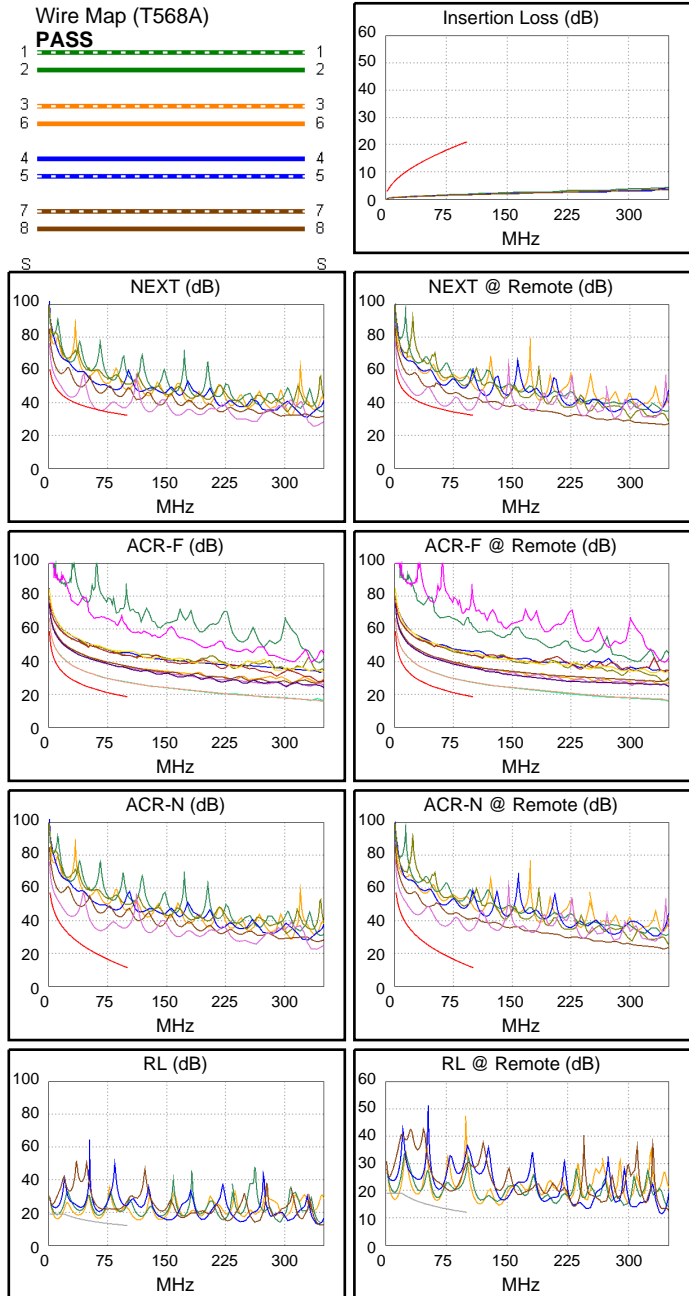 Wire Map (T568A)
PASS
1 1
2 2
3 3
6 6
4 4
5 5
7 7
8 8
S S
Insertion Loss (dB)
60
50
40
30
20
10
0
0 75 150 225 300
MHz
NEXT (dB)
100
80
60
40
20
0
0 75 150 225 300
MHz
NEXT @ Remote (dB)
100
80
60
40
20
0
0 75 150 225 300
MHz
ACR-F (dB)
100
80
60
40
20
0
0 75 150 225 300
MHz
ACR-F @ Remote (dB)
100
80
60
40
20
0
0 75 150 225 300
MHz
ACR-N (dB)
100
80
60
40
20
0
0 75 150 225 300
MHz
ACR-N @ Remote (dB)
100
80
60
40
20
0
0 75 150 225 300
MHz
RL (dB)
100
80
60
40
20
0
0 75 150 225 300
MHz
RL @ Remote (dB)
60
50
40
30
20
10
0
0 75 150 225 300
MHz